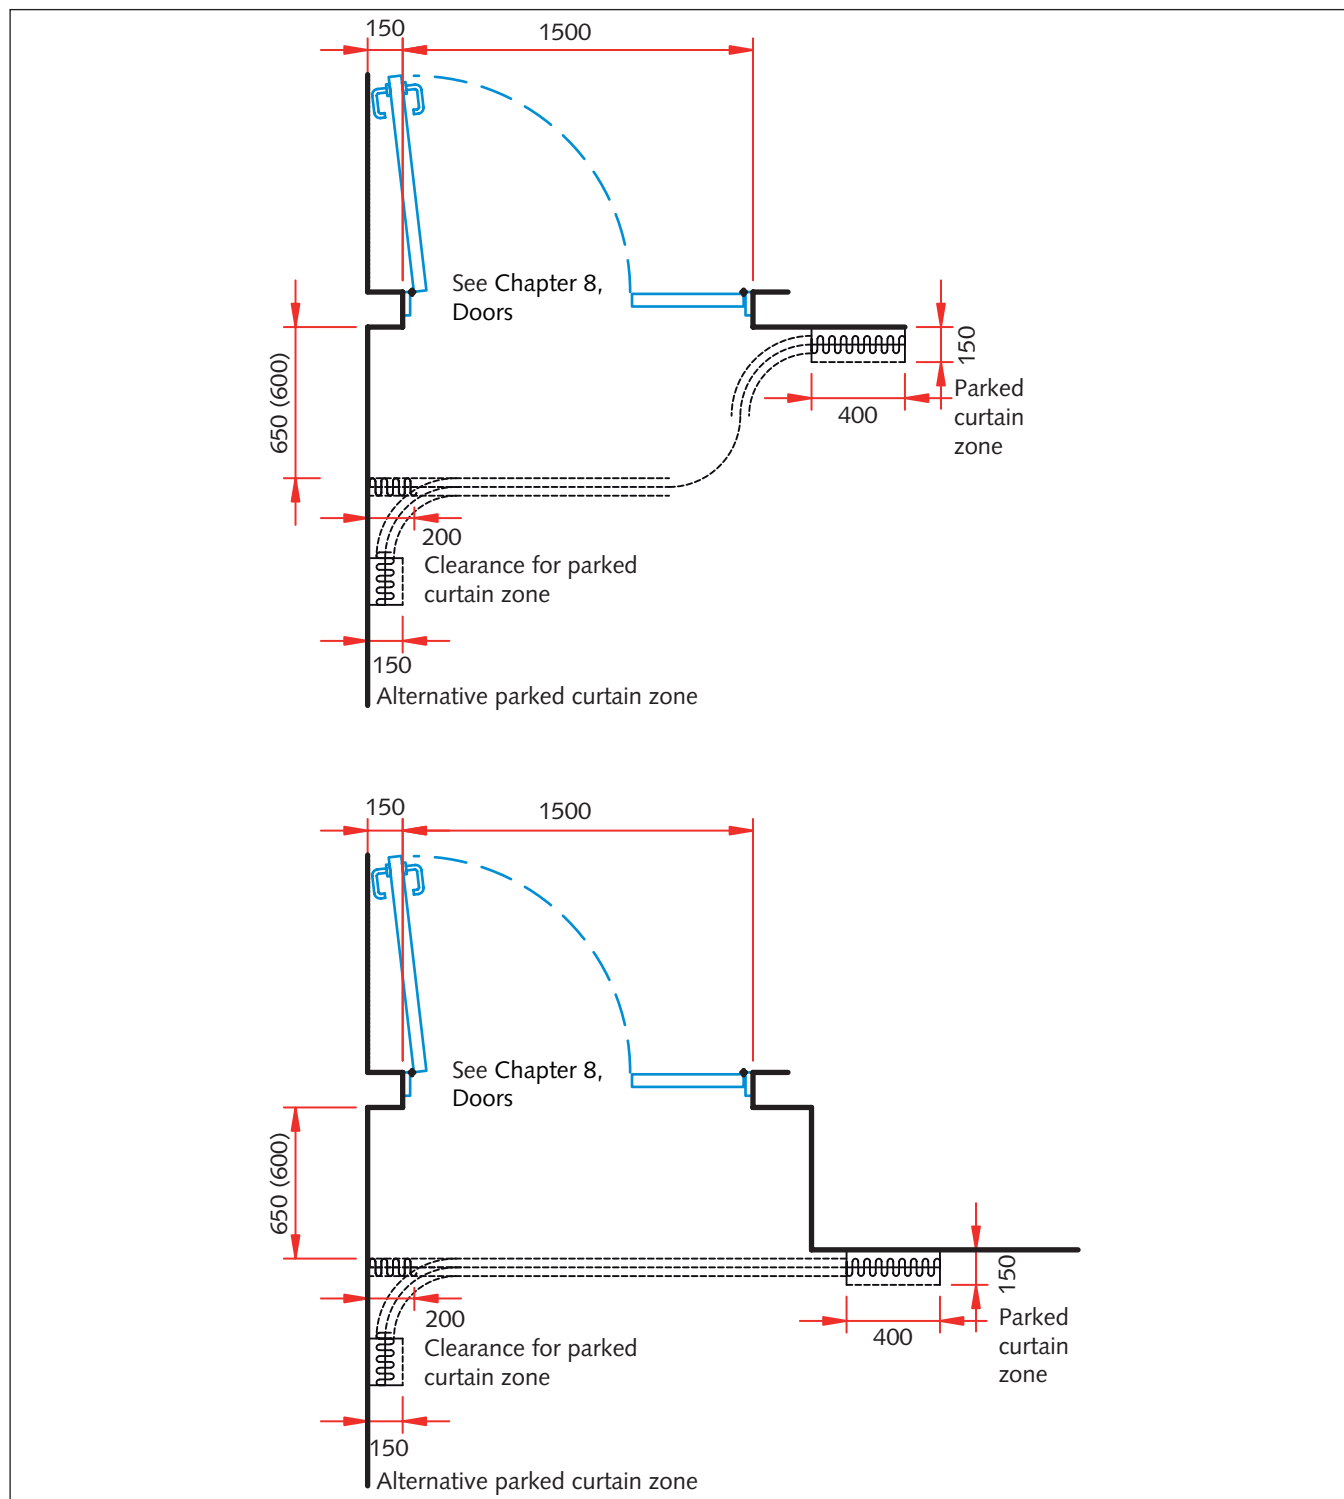 150
1500
See Chapter 8,
Doors
650 (600)
150
Parked
curtain
zone
400
200
Clearance for parked
curtain zone
150
Alternative parked curtain zone
150
1500
See Chapter 8,
Doors
650 (600)
150
Parked
curtain
zone
400
200
Clearance for parked
curtain zone
150
Alternative parked curtain zone